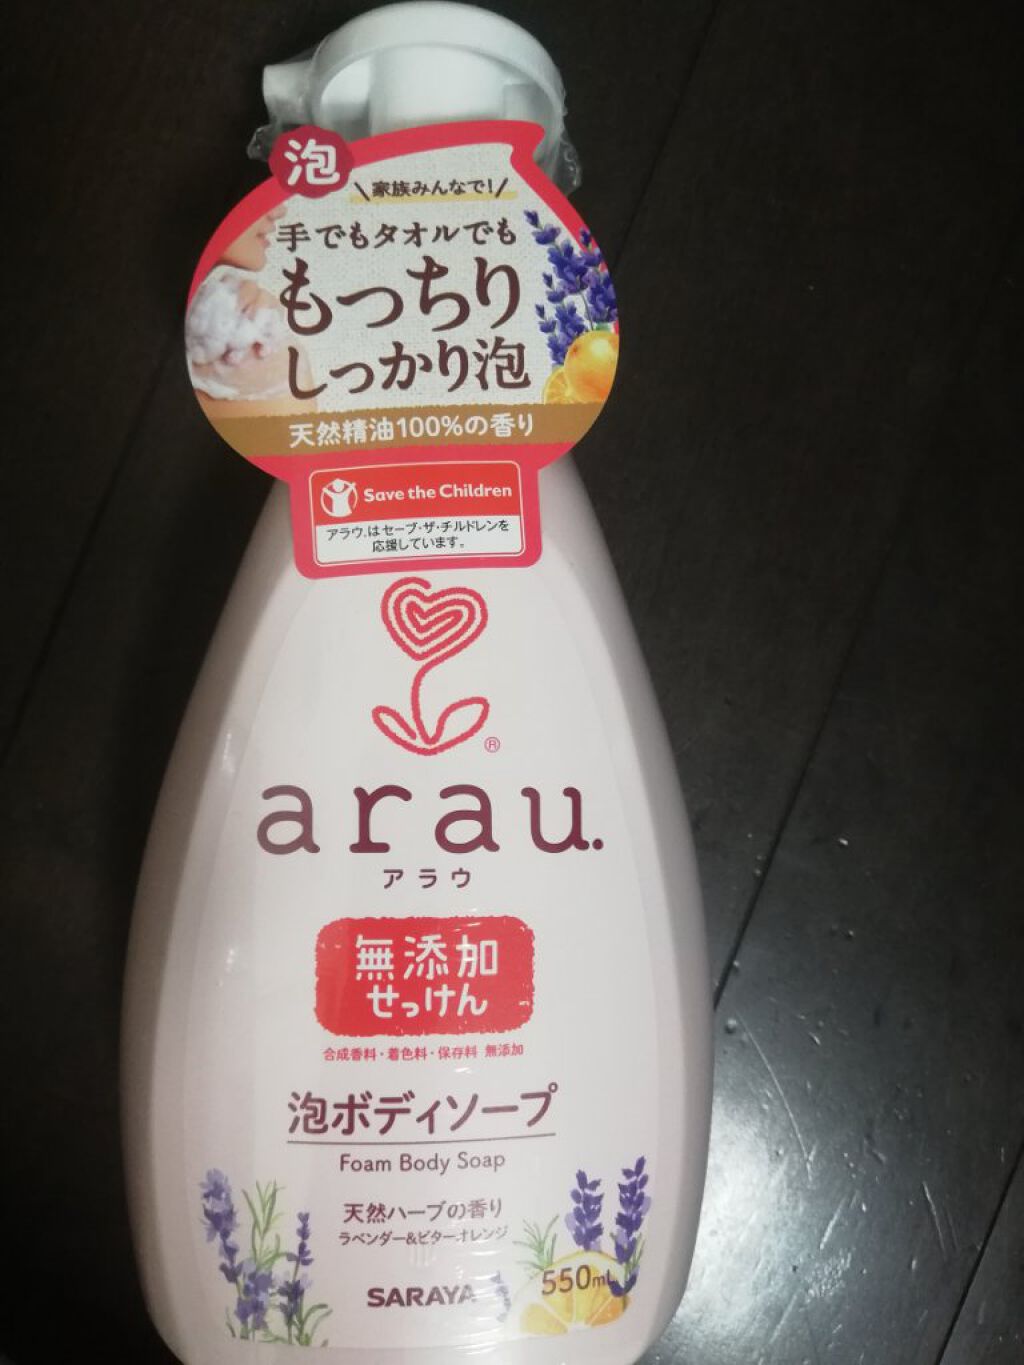 泡
\家族みんなで!/
手でもタオルでも
もっちり
しっかり泡
天然精油100%の香り
Save the Children
アラウ.はセーブ・ザ・チルドレンを
応援しています。
®
arau.
アラウ
無添加
せっけん
合成香料・着色料・保存料 無添加
泡ボディソープ
Foam Body Soap
天然ハーブの香り
ラベンダー&ビターオレンジ
SARAYA
550mL